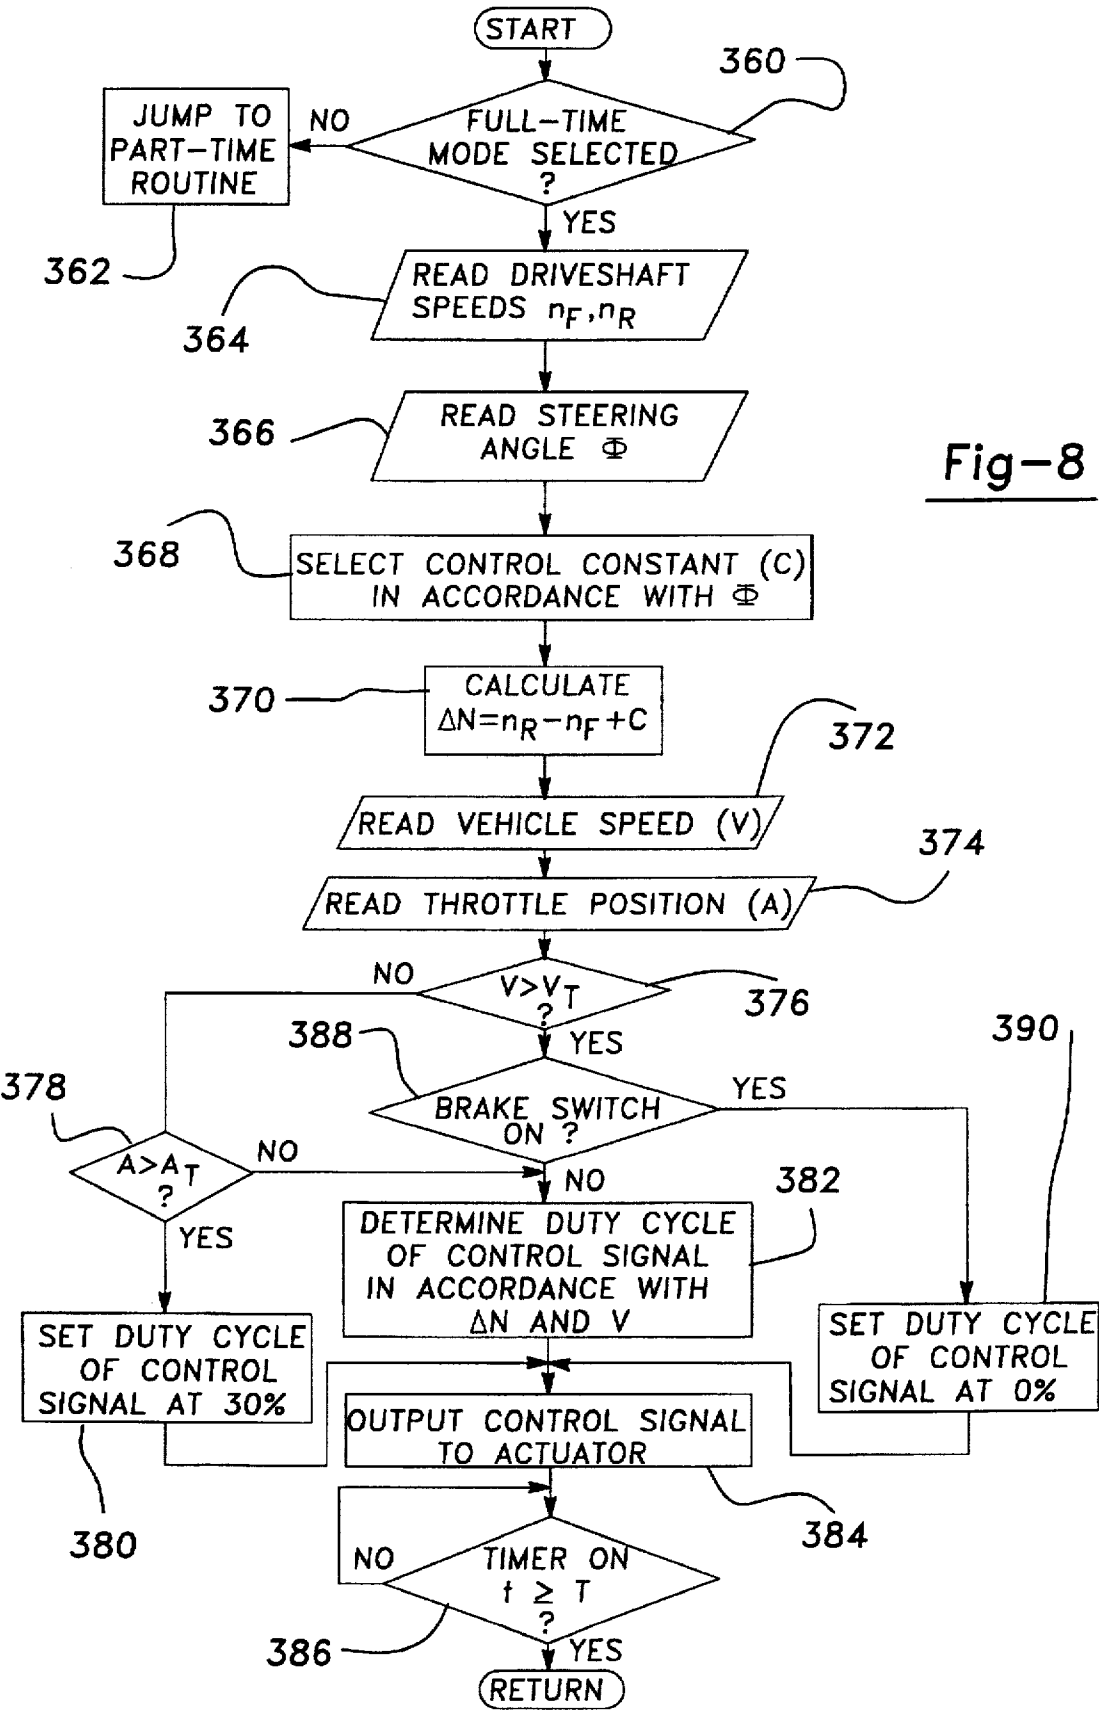 START
360
JUMP TO
PART-TIME
ROUTINE
NO
FULL-TIME
MODE SELECTED
?
YES
362
364
READ DRIVESHAFT
SPEEDS nF,nR
366
READ STEERING
ANGLE Φ
Fig-8
368
SELECT CONTROL CONSTANT (C)
IN ACCORDANCE WITH Φ
370
CALCULATE
ΔN=nR-nF+C
372
READ VEHICLE SPEED (V)
374
READ THROTTLE POSITION (A)
NO
V>VT
?
376
YES
388
390
378
BRAKE SWITCH
ON ?
YES
A>AT
?
NO
NO
382
YES
DETERMINE DUTY CYCLE
OF CONTROL SIGNAL
IN ACCORDANCE WITH
ΔN AND V
SET DUTY CYCLE
OF CONTROL
SIGNAL AT 30%
SET DUTY CYCLE
OF CONTROL
SIGNAL AT 0%
OUTPUT CONTROL SIGNAL
TO ACTUATOR
380
384
NO
TIMER ON
t ≥ T
?
386
YES
RETURN